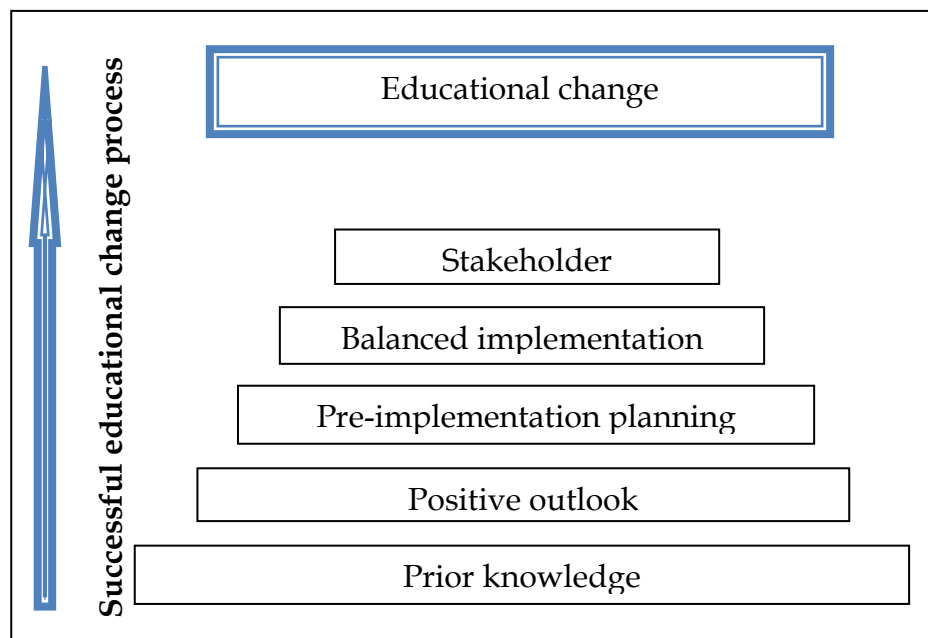 Successful educational change process
Educational change
Stakeholder
Balanced implementation
Pre-implementation planning
Positive outlook
Prior knowledge